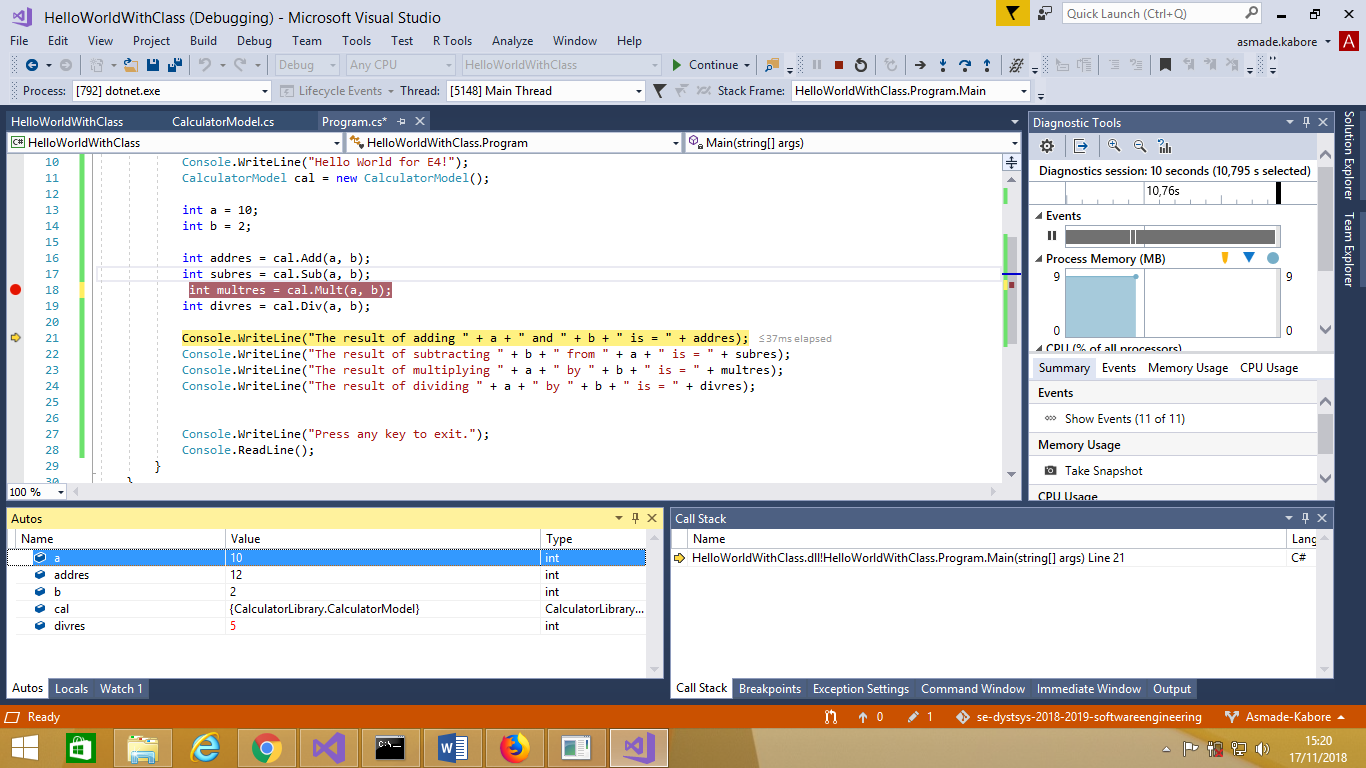 HelloWorldWithClass (Debugging) - Microsoft Visual Studio
Quick Launch (Ctrl+Q)
File Edit View Project Build Debug Team Tools Test R Tools Analyze Window Help
asmade.kabore
A
Debug Any CPU HelloWorldWithClass Continue
Process: [792] dotnet.exe Lifecycle Events Thread: [5148] Main Thread Stack Frame: HelloWorldWithClass.Program.Main
HelloWorldWithClass CalculatorModel.cs Program.cs*
C# HelloWorldWithClass HelloWorldWithClass.Program Main(string[] args)
10 Console.WriteLine("Hello World for E4!");
11 CalculatorModel cal = new CalculatorModel();
12
13 int a = 10;
14 int b = 2;
15
16 int addres = cal.Add(a, b);
17 int subres = cal.Sub(a, b);
18 int multres = cal.Mult(a, b);
19 int divres = cal.Div(a, b);
20
21 Console.WriteLine("The result of adding " + a + " and " + b + " is = " + addres); ≤37ms elapsed
22 Console.WriteLine("The result of subtracting " + b + " from " + a + " is = " + subres);
23 Console.WriteLine("The result of multiplying " + a + " by " + b + " is = " + multres);
24 Console.WriteLine("The result of dividing " + a + " by " + b + " is = " + divres);
25
26
27 Console.WriteLine("Press any key to exit.");
28 Console.ReadLine();
29 }
30 }
100 %
Diagnostic Tools
Diagnostics session: 10 seconds (10,795 s selected)
10,76s
Events
Process Memory (MB)
9 9
0 0
CPU (% of all processors)
Summary Events Memory Usage CPU Usage
Events
Show Events (11 of 11)
Memory Usage
Take Snapshot
CPU Usage
Solution Explorer
Team Explorer
Autos
Name Value Type
a 10 int
addres 12 int
b 2 int
cal {CalculatorLibrary.CalculatorModel} CalculatorLibrary...
divres 5 int
Autos Locals Watch 1
Call Stack
Name Lang
HelloWorldWithClass.dll!HelloWorldWithClass.Program.Main(string[] args) Line 21 C#
Call Stack Breakpoints Exception Settings Command Window Immediate Window Output
Ready 0 1 se-dystsys-2018-2019-softwareengineering Asmade-Kabore
15:20
17/11/2018